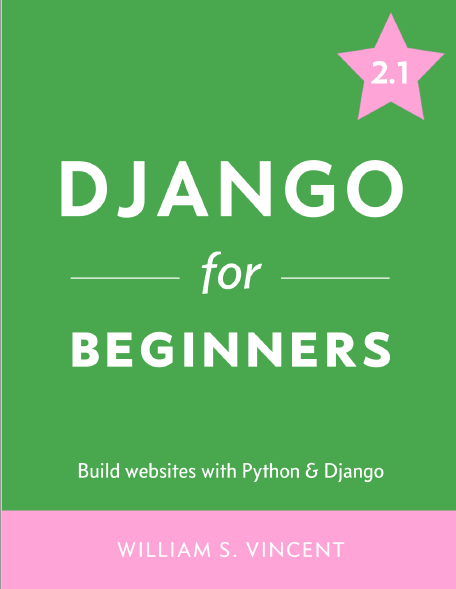 2.1
DJANGO
for
BEGINNERS
Build websites with Python & Django
WILLIAM S. VINCENT